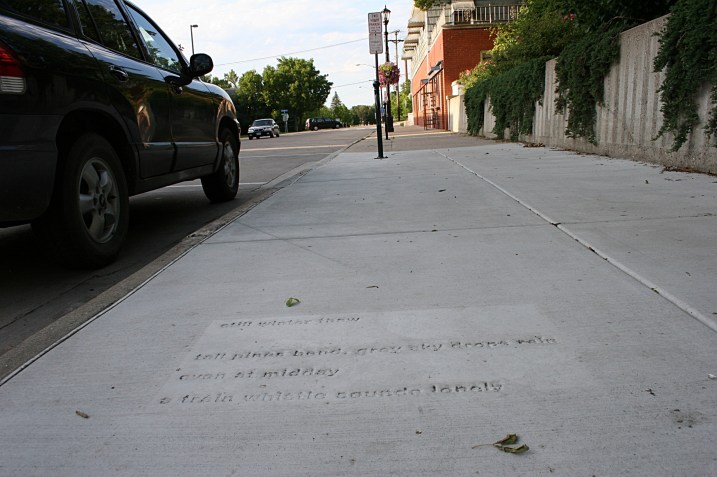 still winter thaw
tall pines bend, grey sky drops rain
even at midday
a train whistle sounds lonely